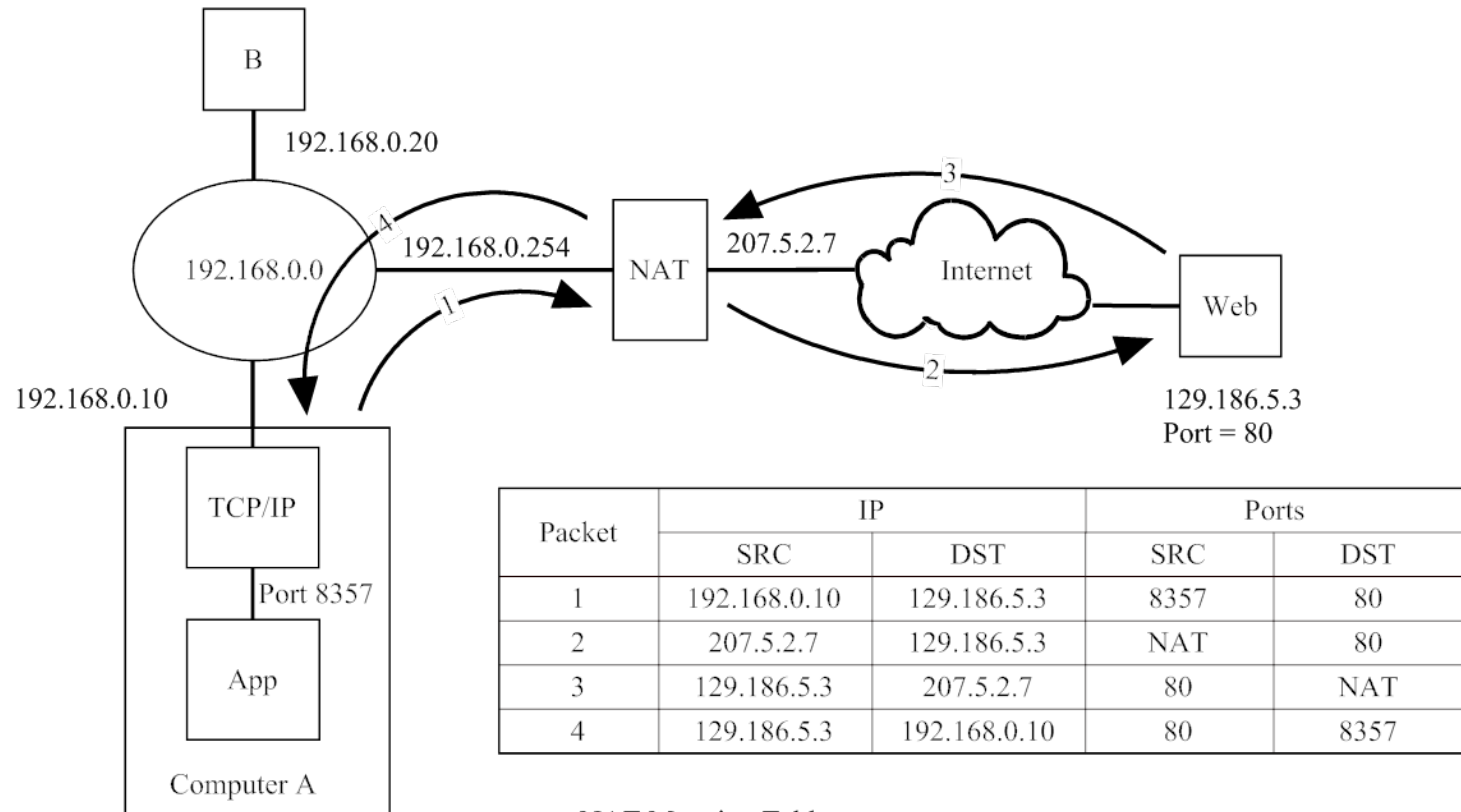 B
192.168.0.20
3
4
192.168.0.254
207.5.2.7
192.168.0.0
NAT
Internet
1
Web
2
192.168.0.10
129.186.5.3
Port = 80
TCP/IP
Port 8357
App
Computer A
Packet IP Ports
SRC DST SRC DST
1 192.168.0.10 129.186.5.3 8357 80
2 207.5.2.7 129.186.5.3 NAT 80
3 129.186.5.3 207.5.2.7 80 NAT
4 129.186.5.3 192.168.0.10 80 8357